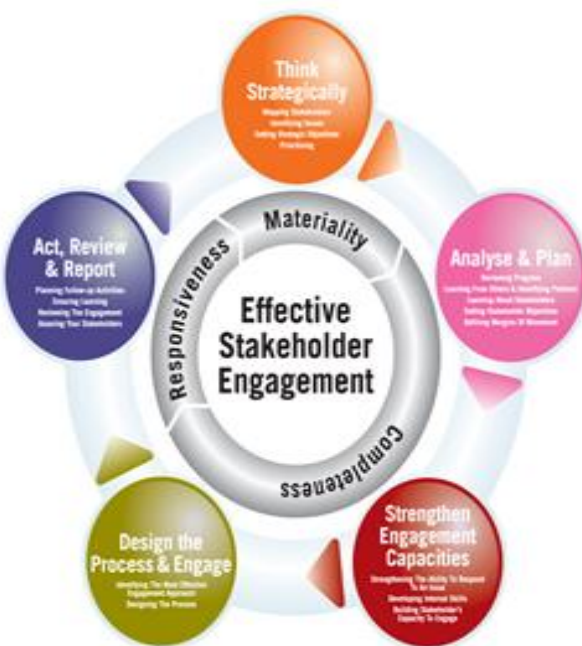 Think
Strategically
Mapping Stakeholders
Identifying Issues
Setting Strategic Objectives
Prioritising
Analyse & Plan
Reviewing Progress
Learning From Others & Identifying Partners
Learning About Stakeholders
Setting Stakeholder Objectives
Defining Margins Of Movement
Strengthen
Engagement
Capacities
Strengthening The Ability To Respond
To An Issue
Developing Internal Skills
Building Stakeholder's
Capacity To Engage
Design the
Process & Engage
Identifying The Most Effective
Engagement Approach
Designing The Process
Act, Review
& Report
Planning Follow-up Activities
Ensuring Learning
Reviewing The Engagement
Assuring Your Stakeholders
Materiality
Completeness
Responsiveness
Effective
Stakeholder
Engagement